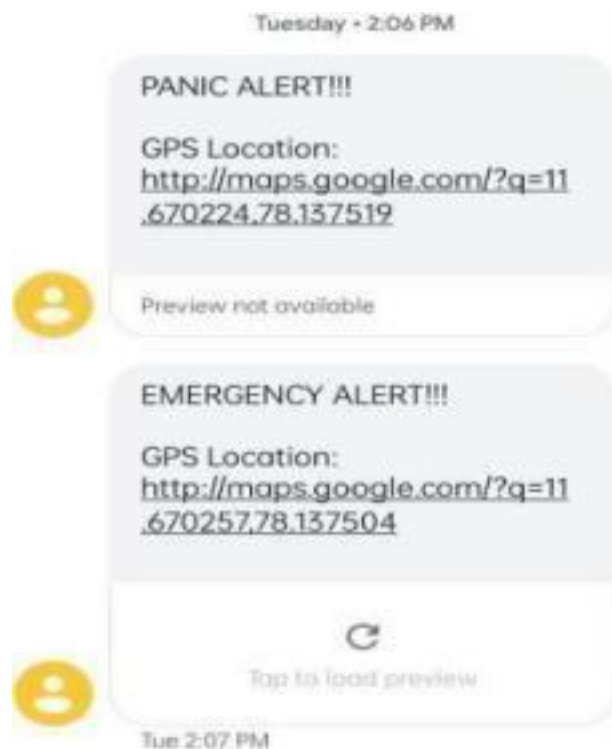 Tuesday • 2:06 PM
PANIC ALERT!!!
GPS Location:
http://maps.google.com/?q=11
.670224,78.137519
Preview not available
EMERGENCY ALERT!!!
GPS Location:
http://maps.google.com/?q=11
.670257,78.137504
Tap to load preview
Tue 2:07 PM